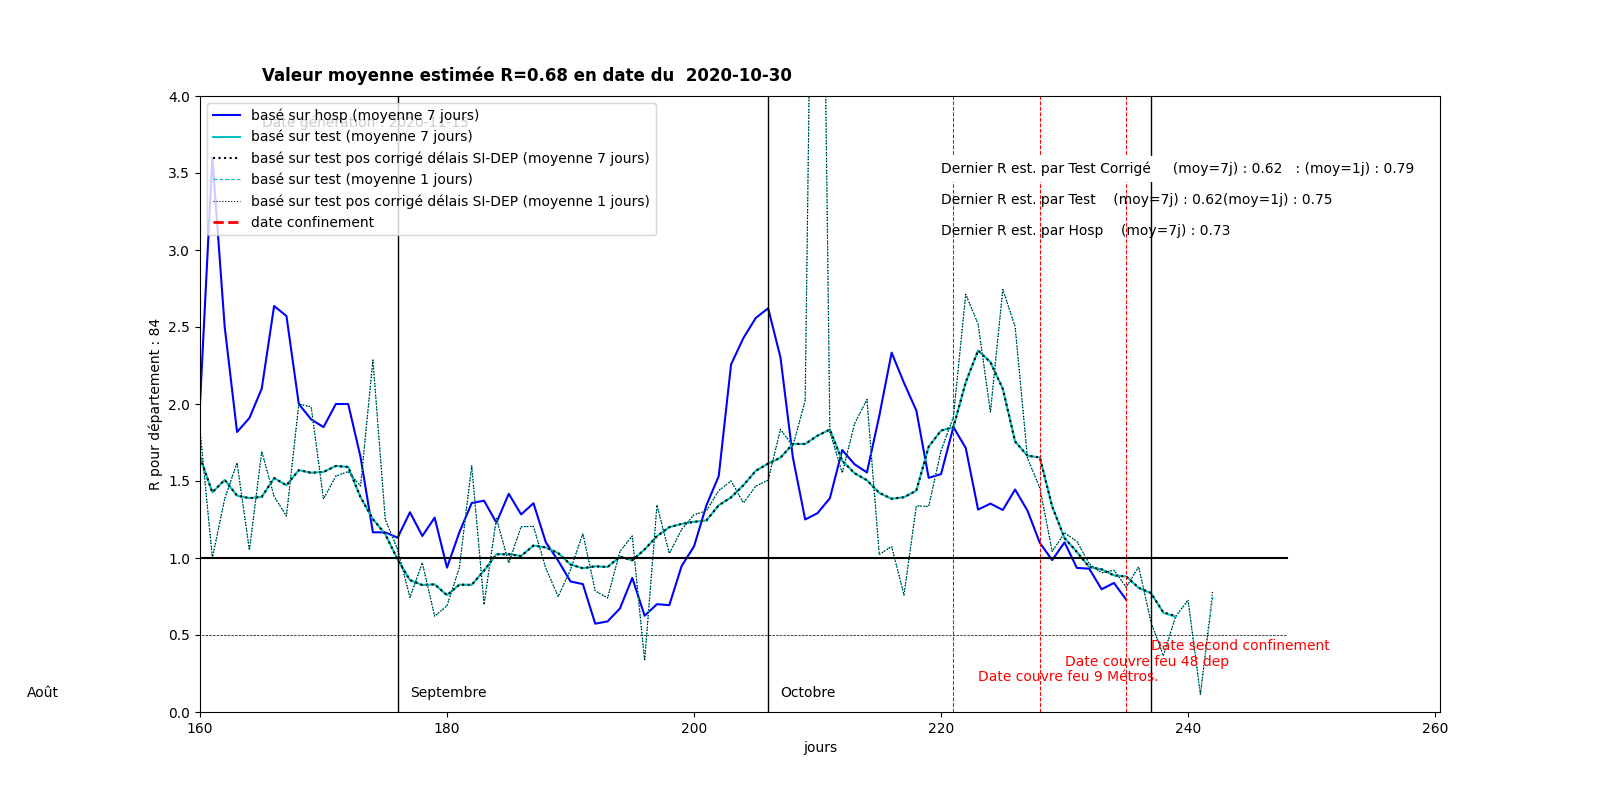 Valeur moyenne estimée R=0.68 en date du  2020-10-30
4.0
3.5
3.0
2.5
2.0
1.5
1.0
0.5
0.0
R pour département : 84
basé sur hosp (moyenne 7 jours)
Date génération : 2020-11-15
basé sur test (moyenne 7 jours)
basé sur test pos corrigé délais SI-DEP (moyenne 7 jours)
basé sur test (moyenne 1 jours)
basé sur test pos corrigé délais SI-DEP (moyenne 1 jours)
date confinement
Dernier R est. par Test Corrigé     (moy=7j) : 0.62   : (moy=1j) : 0.79
Dernier R est. par Test    (moy=7j) : 0.62(moy=1j) : 0.75
Dernier R est. par Hosp    (moy=7j) : 0.73
Date second confinement
Date couvre feu 48 dep
Date couvre feu 9 Métros.
Août
Septembre
Octobre
160
180
200
220
240
260
jours